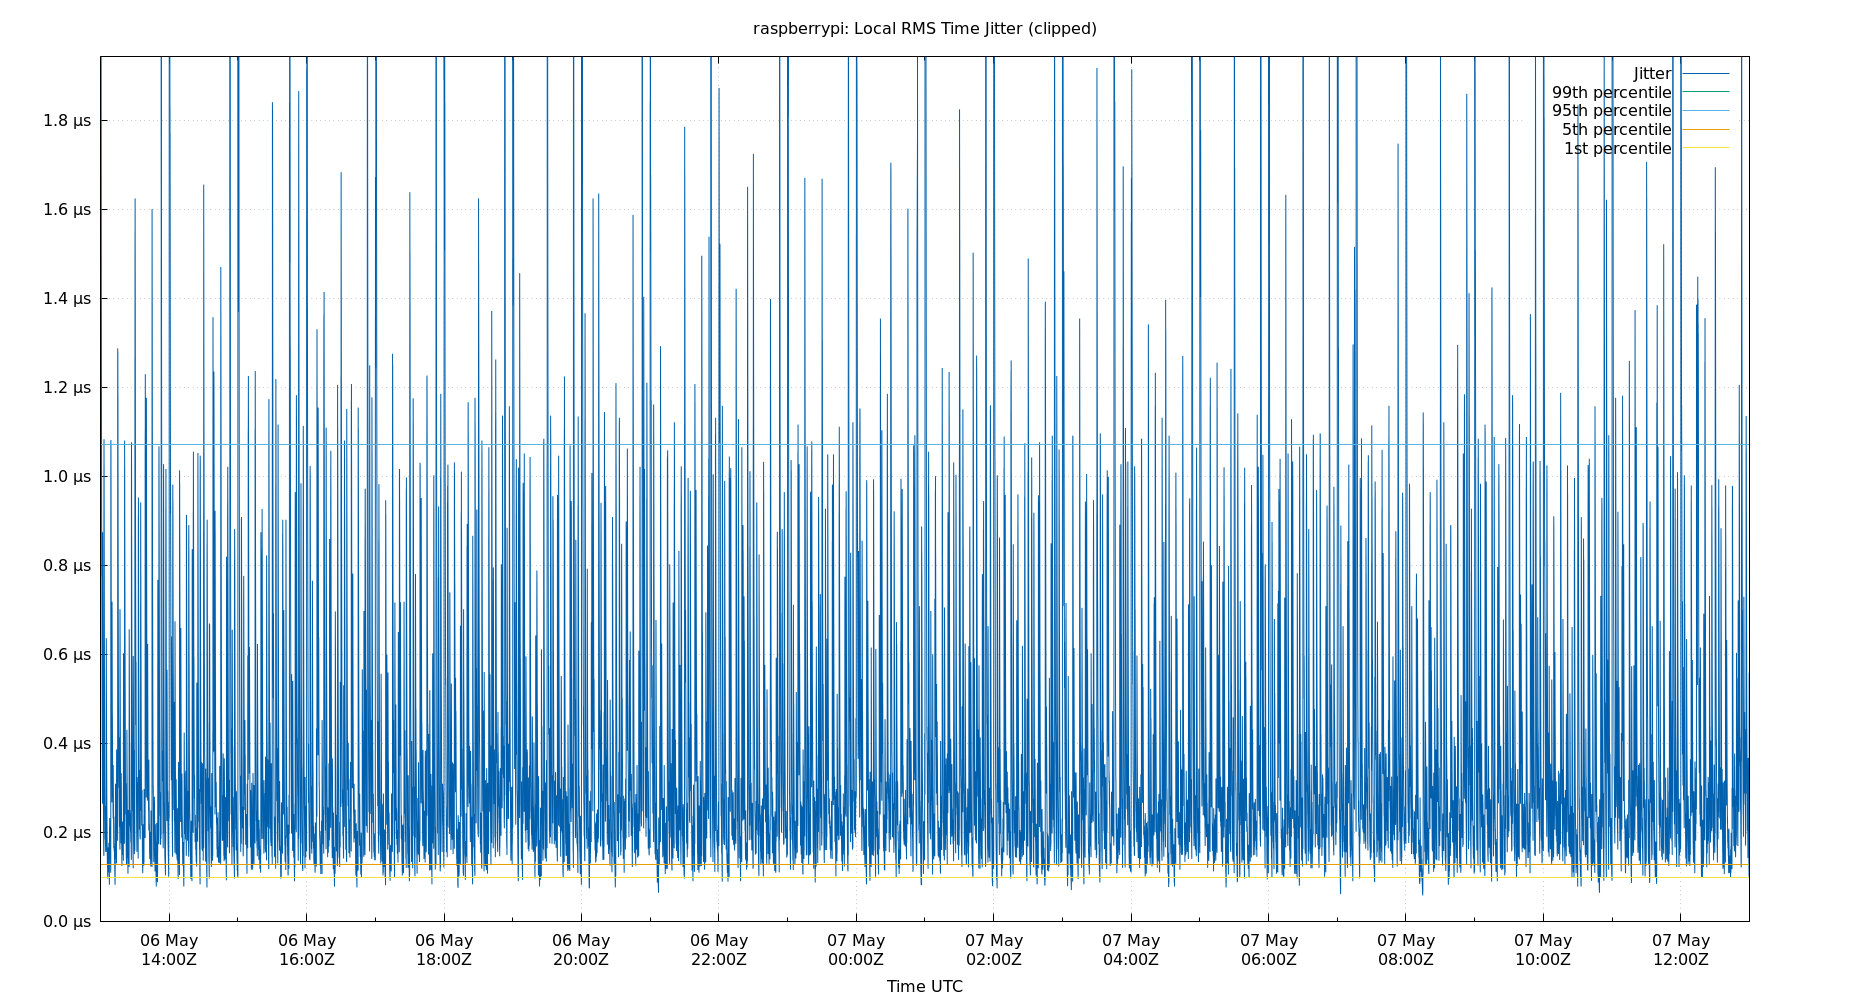 raspberrypi: Local RMS Time Jitter (clipped)
Jitter
99th percentile
95th percentile
5th percentile
1st percentile
1.8 µs
1.6 µs
1.4 µs
1.2 µs
1.0 µs
0.8 µs
0.6 µs
0.4 µs
0.2 µs
0.0 µs
06 May 06 May 06 May 06 May 06 May 07 May 07 May 07 May 07 May 07 May 07 May 07 May
14:00Z 16:00Z 18:00Z 20:00Z 22:00Z 00:00Z 02:00Z 04:00Z 06:00Z 08:00Z 10:00Z 12:00Z
Time UTC